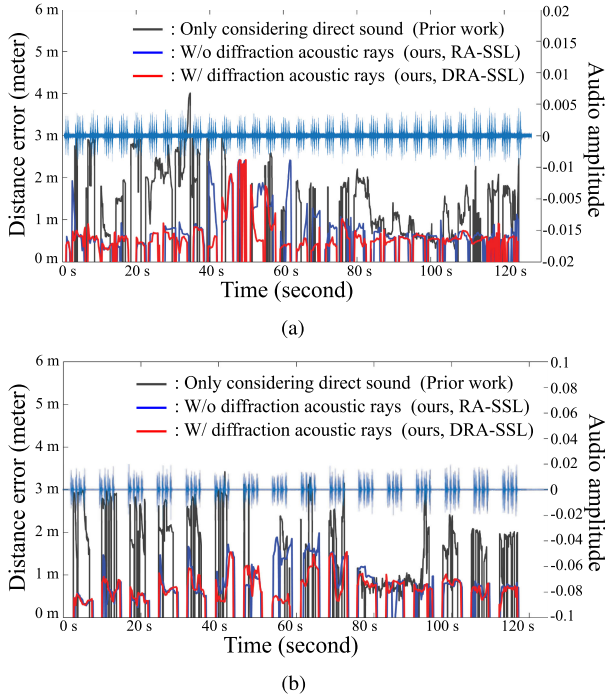 6 m
5 m
4 m
3 m
2 m
1 m
0 m
Distance error (meter)
: Only considering direct sound (Prior work)
: W/o diffraction acoustic rays (ours, RA-SSL)
: W/ diffraction acoustic rays (ours, DRA-SSL)
0.02
0.015
0.01
0.005
0
-0.01
-0.005
-0.015
-0.02
Audio amplitude
0 s 20 s 40 s 60 s 80 s 100 s 120 s
Time (second)
(a)
6 m
5 m
4 m
3 m
2 m
1 m
0 m
Distance error (meter)
: Only considering direct sound (Prior work)
: W/o diffraction acoustic rays (ours, RA-SSL)
: W/ diffraction acoustic rays (ours, DRA-SSL)
0.1
0.08
0.06
0.04
0.02
0
-0.02
-0.04
-0.06
-0.08
-0.1
Audio amplitude
0 s 20 s 40 s 60 s 80 s 100 s 120 s
Time (second)
(b)